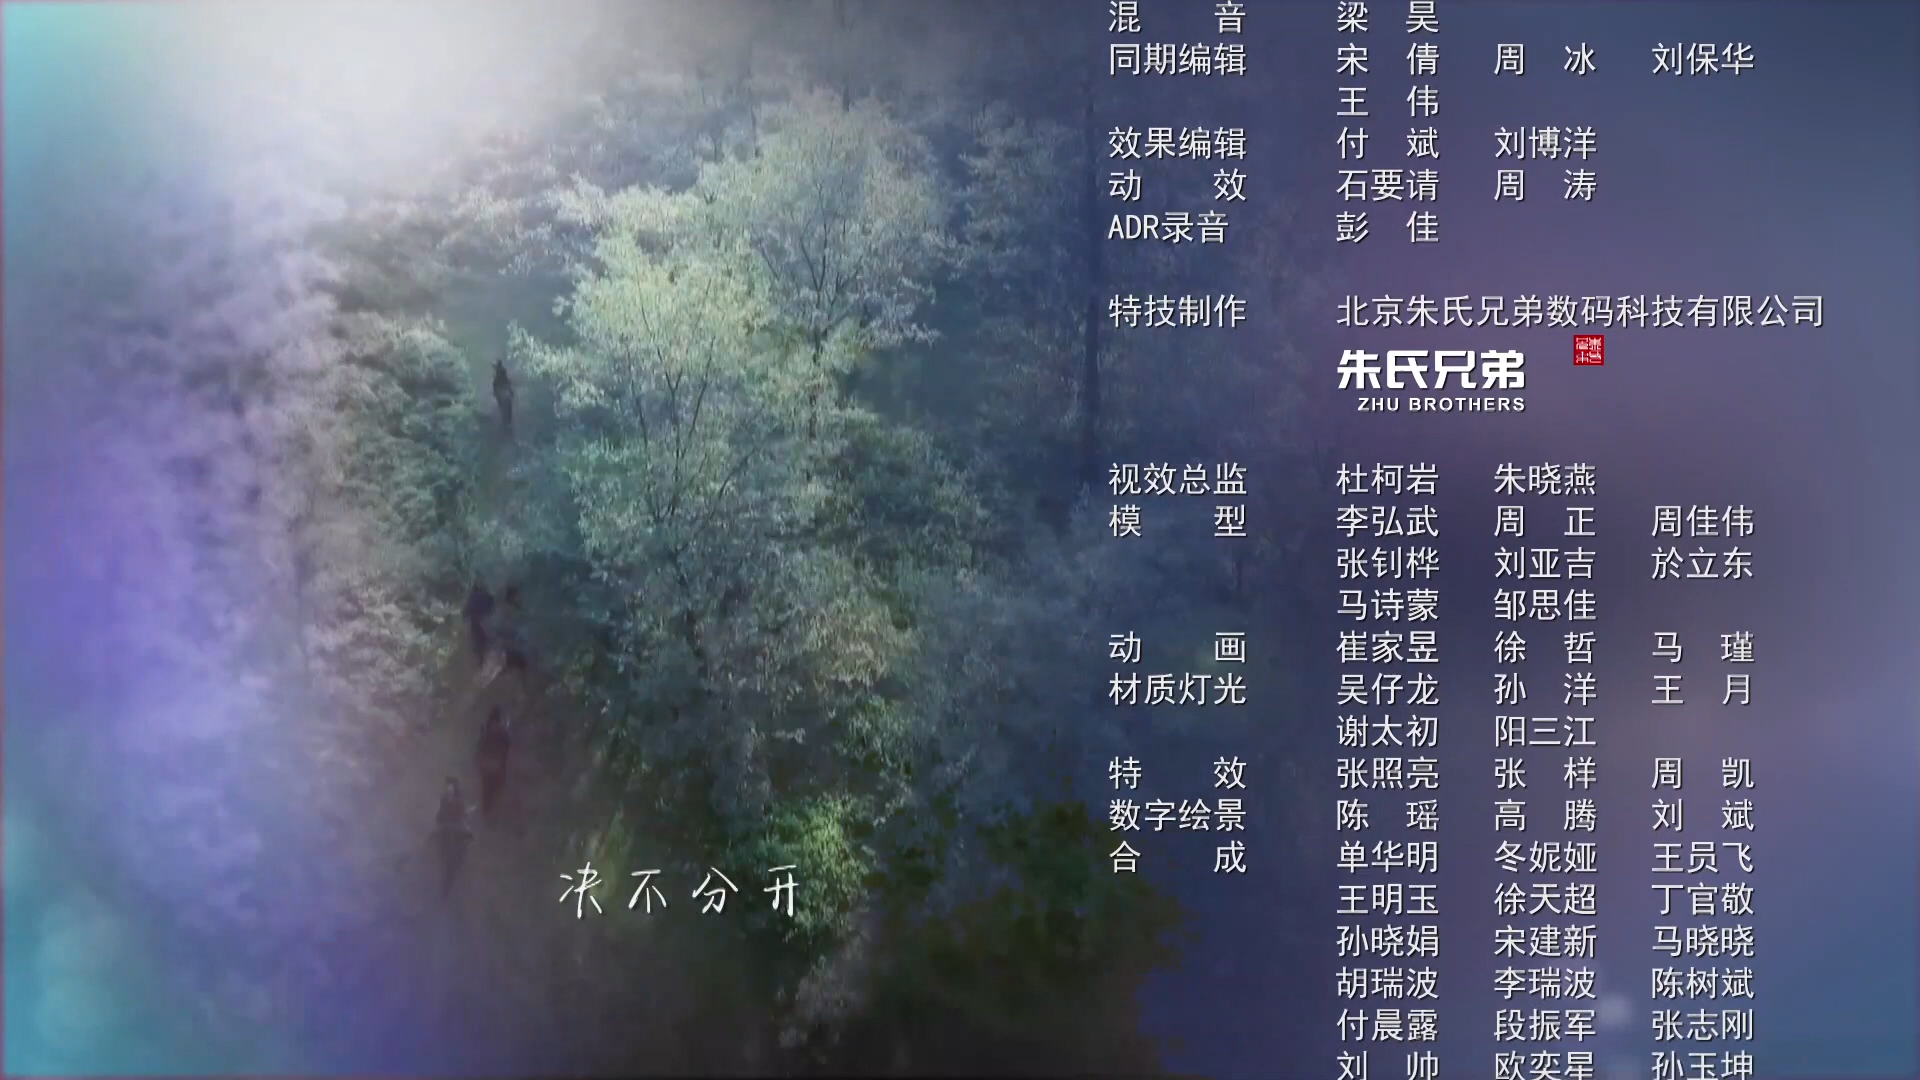 混 音 梁 昊
同期编辑 宋 倩 周 冰 刘保华
王 伟
效果编辑 付 斌 刘博洋
动 效 石要请 周 涛
ADR录音 彭 佳
特技制作 北京朱氏兄弟数码科技有限公司
朱氏兄弟
ZHU BROTHERS
视效总监 杜柯岩 朱晓燕
模 型 李弘武 周 正 周佳伟
张钊桦 刘亚吉 於立东
马诗蒙 邹思佳
动 画 崔家昱 徐 哲 马 瑾
材质灯光 吴仔龙 孙 洋 王 月
谢太初 阳三江
特 效 张照亮 张 样 周 凯
数字绘景 陈 瑶 高 腾 刘 斌
合 成 单华明 冬妮娅 王员飞
王明玉 徐天超 丁官敬
孙晓娟 宋建新 马晓晓
胡瑞波 李瑞波 陈树斌
付晨露 段振军 张志刚
刘 帅 欧奕星 孙玉坤
决不分开